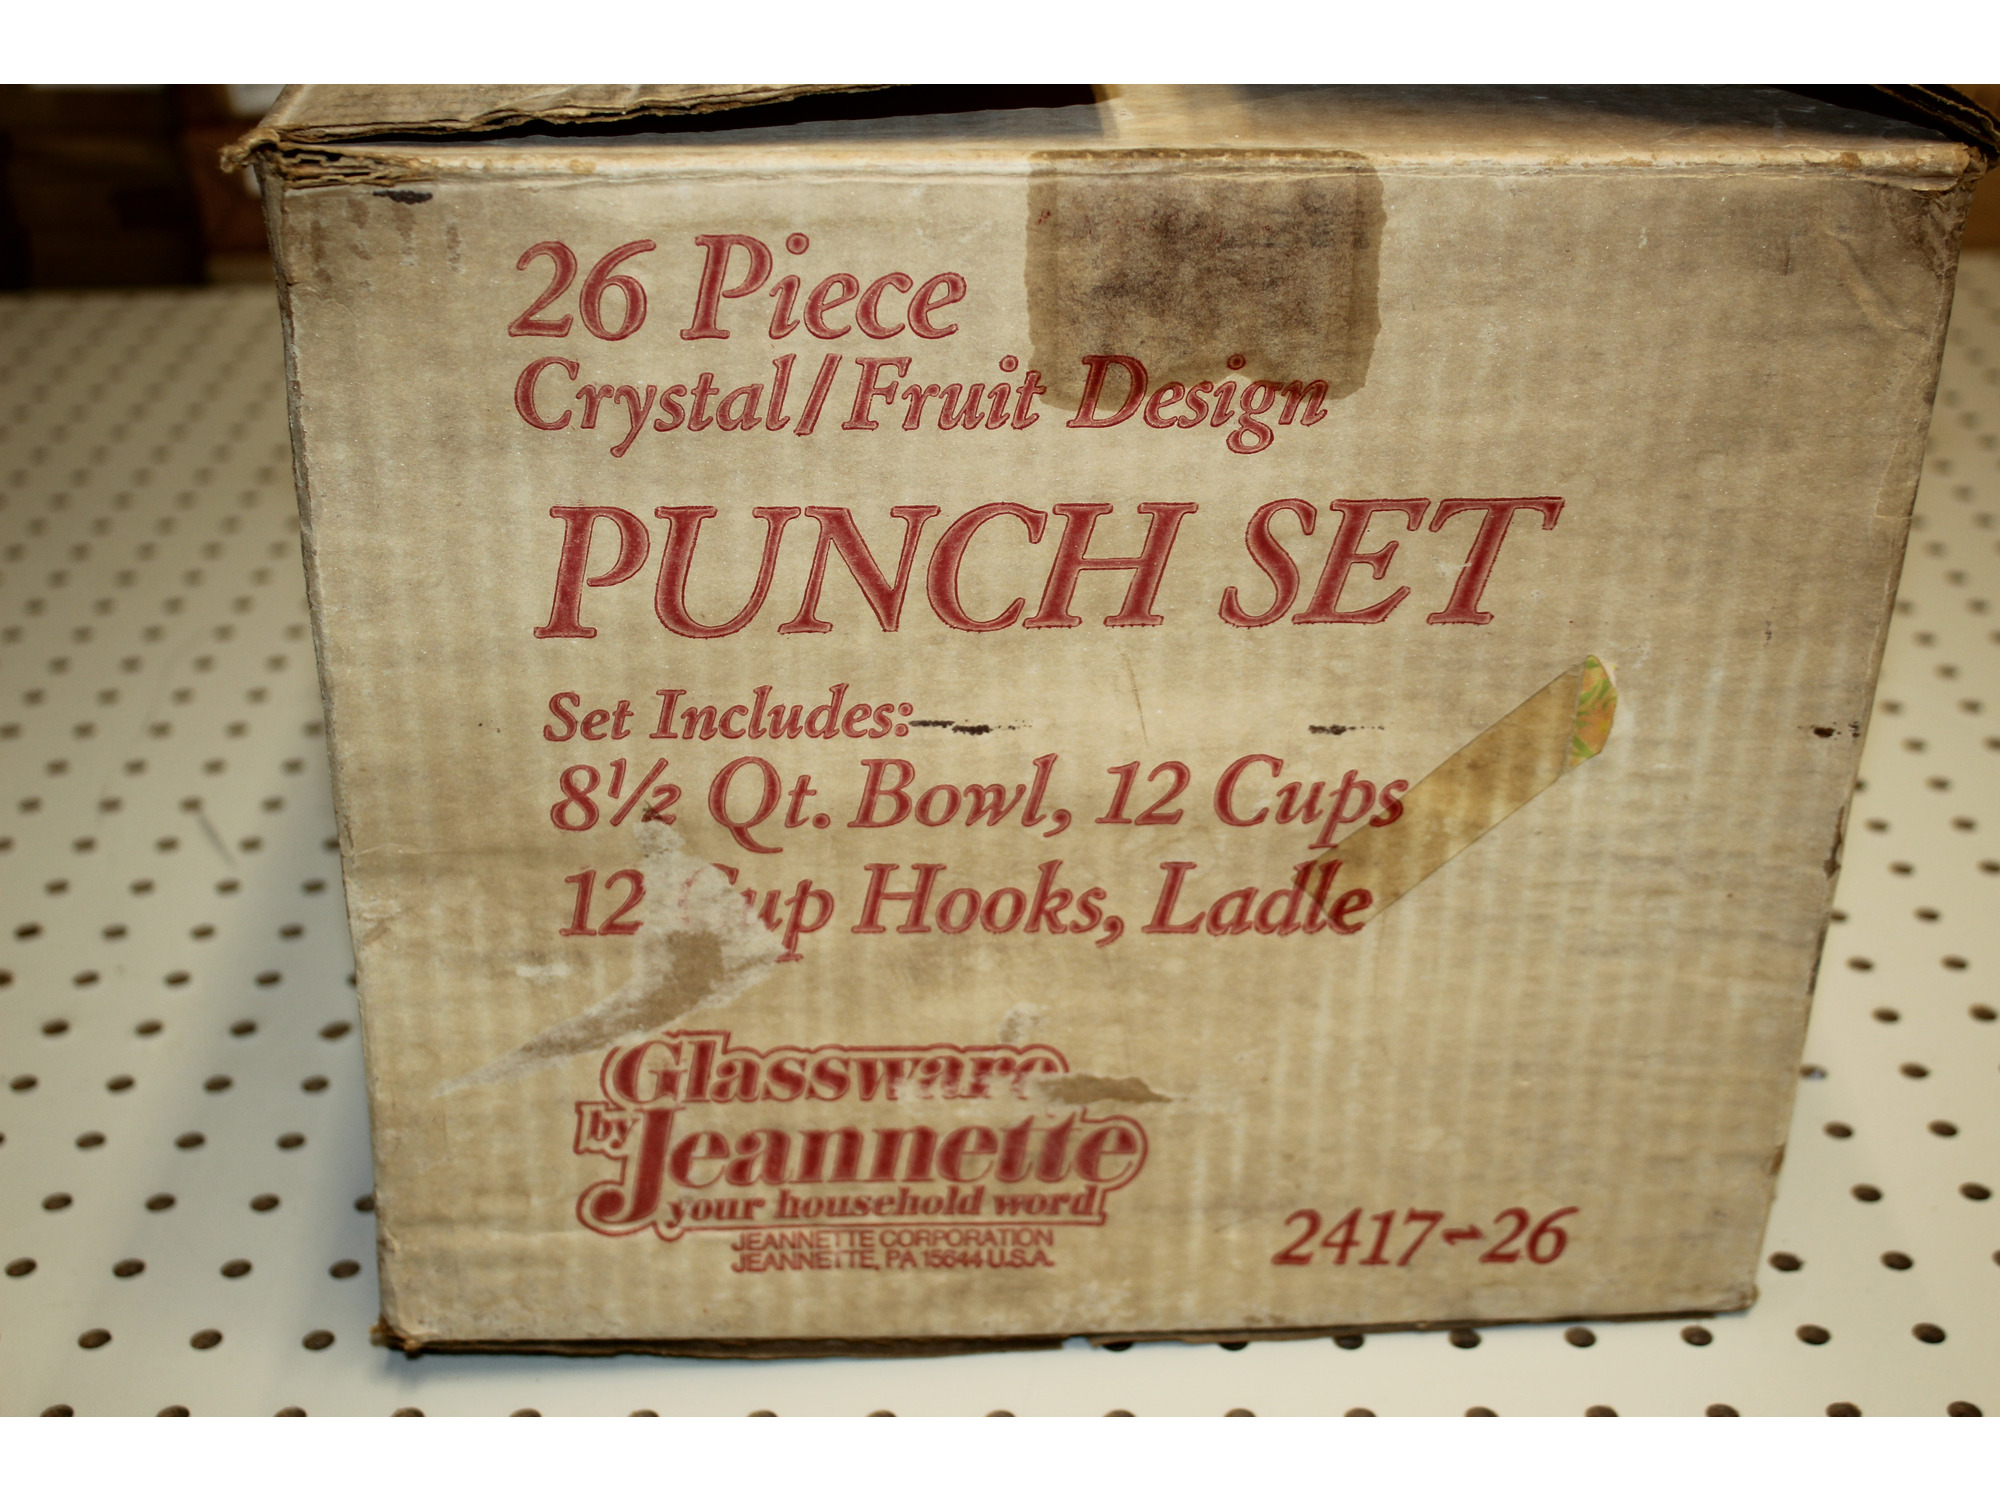 26 Piece
Crystal/Fruit Design
PUNCH SET
Set Includes:
8½ Qt. Bowl, 12 Cups
12 Cup Hooks, Ladle
Glassware
by Jeannette
your household word
JEANNETTE CORPORATION
JEANNETTE, PA 15644 U.S.A.
2417-26